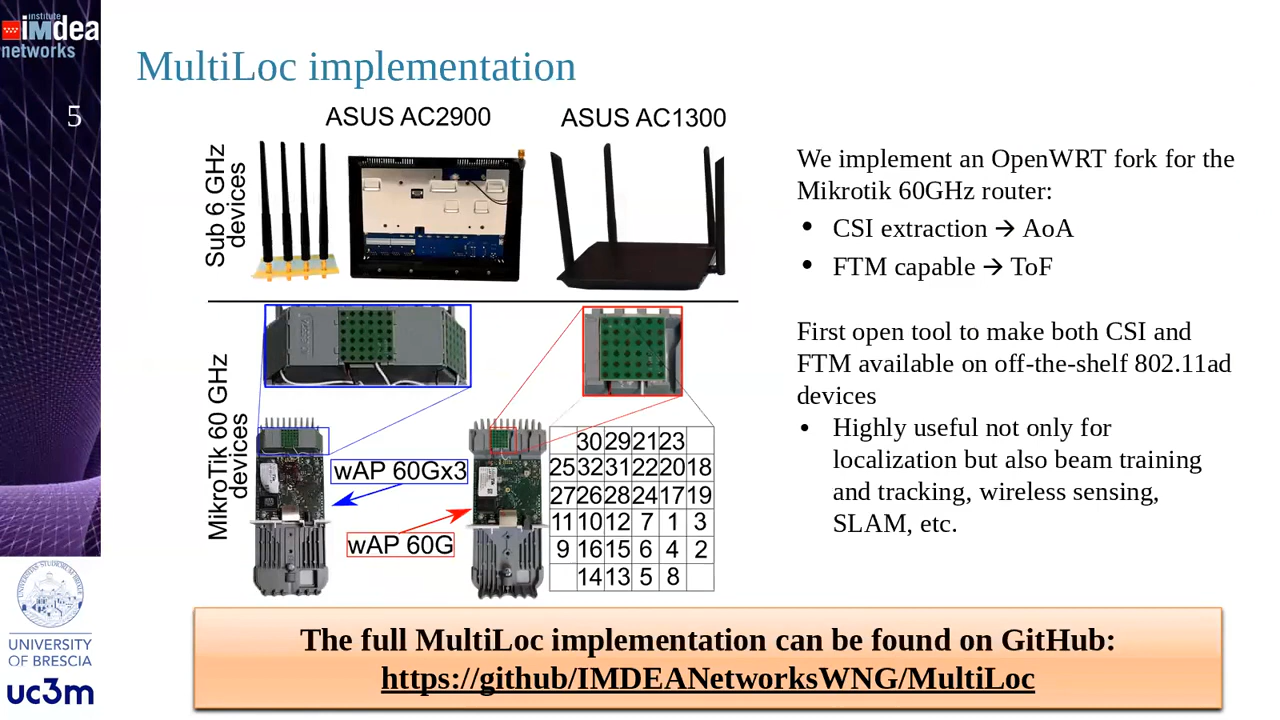 institute
iMdea
networks
MultiLoc implementation
5
ASUS AC2900
ASUS AC1300
Sub 6 GHz
devices
MikroTik 60 GHz
devices
wAP 60Gx3
wAP 60G
30 29 21 23
25 32 31 22 20 18
27 26 28 24 17 19
11 10 12 7 1 3
9 16 15 6 4 2
14 13 5 8
We implement an OpenWRT fork for the
Mikrotik 60GHz router:
• CSI extraction → AoA
• FTM capable → ToF
First open tool to make both CSI and
FTM available on off-the-shelf 802.11ad
devices
• Highly useful not only for
localization but also beam training
and tracking, wireless sensing,
SLAM, etc.
UNIVERSITY
OF BRESCIA
uc3m
The full MultiLoc implementation can be found on GitHub:
https://github/IMDEANetworksWNG/MultiLoc